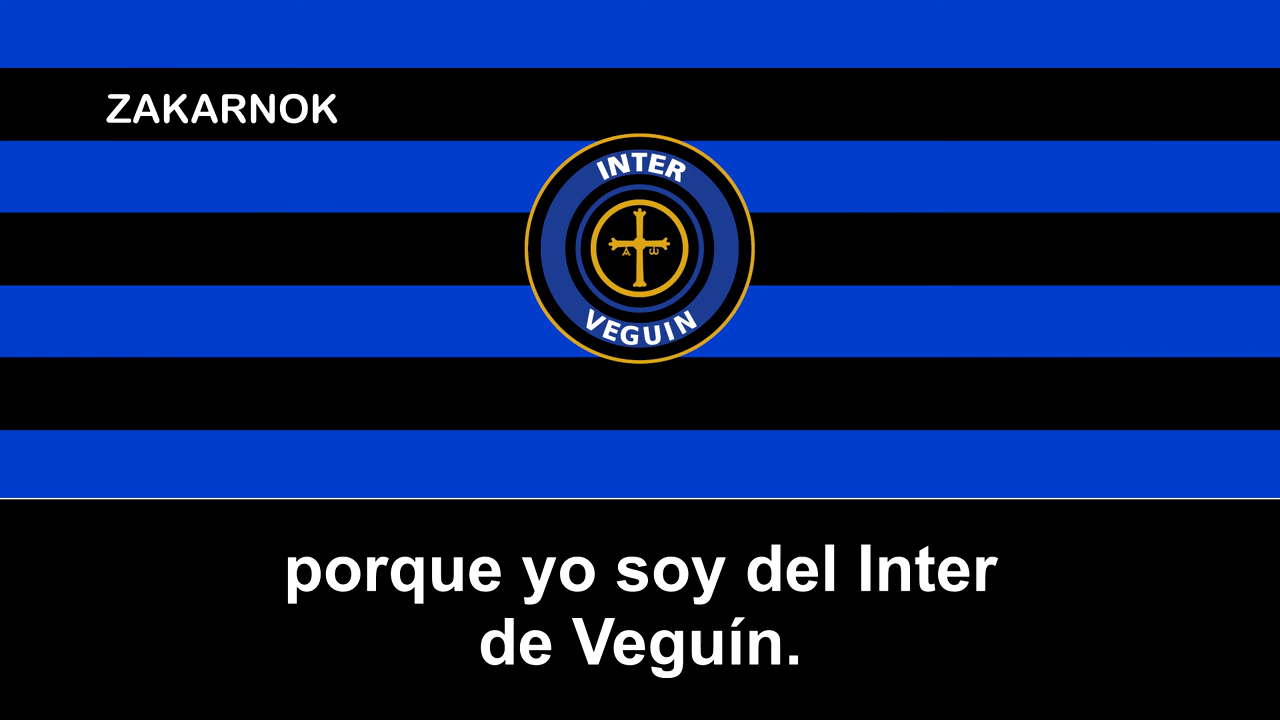 ZAKARNOK
INTER
A ω
VEGUIN
porque yo soy del Inter
de Veguín.